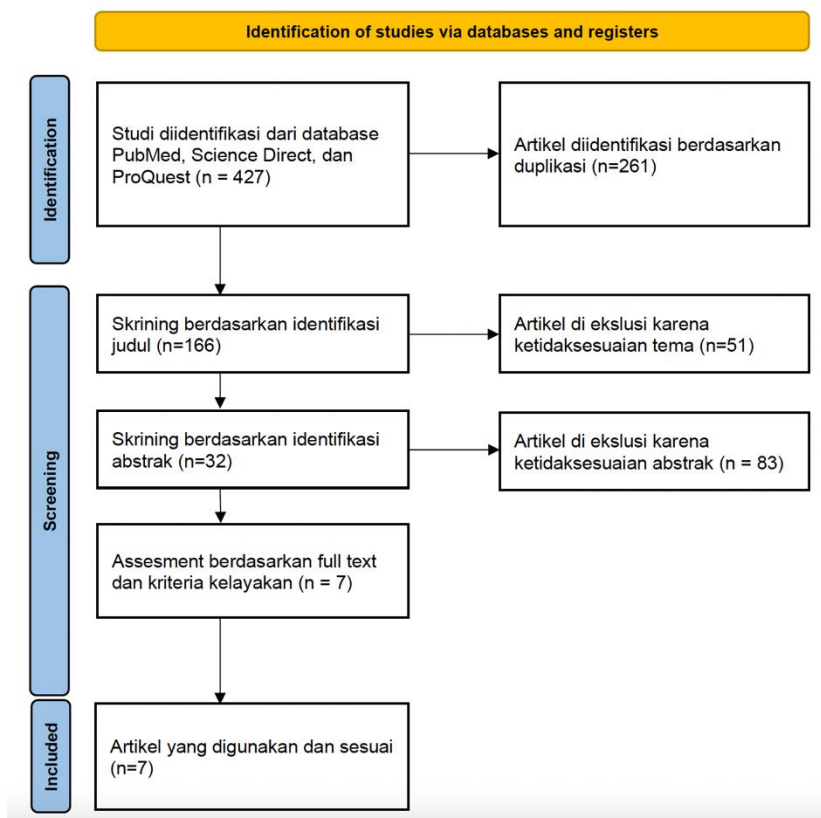 Identification of studies via databases and registers
Identification
Studi diidentifikasi dari database
PubMed, Science Direct, dan
ProQuest (n = 427)
Artikel diidentifikasi berdasarkan
duplikasi (n=261)
Screening
Skrining berdasarkan identifikasi
judul (n=166)
Artikel di ekslusi karena
ketidaksesuaian tema (n=51)
Skrining berdasarkan identifikasi
abstrak (n=32)
Artikel di ekslusi karena
ketidaksesuaian abstrak (n = 83)
Assesment berdasarkan full text
dan kriteria kelayakan (n = 7)
Included
Artikel yang digunakan dan sesuai
(n=7)